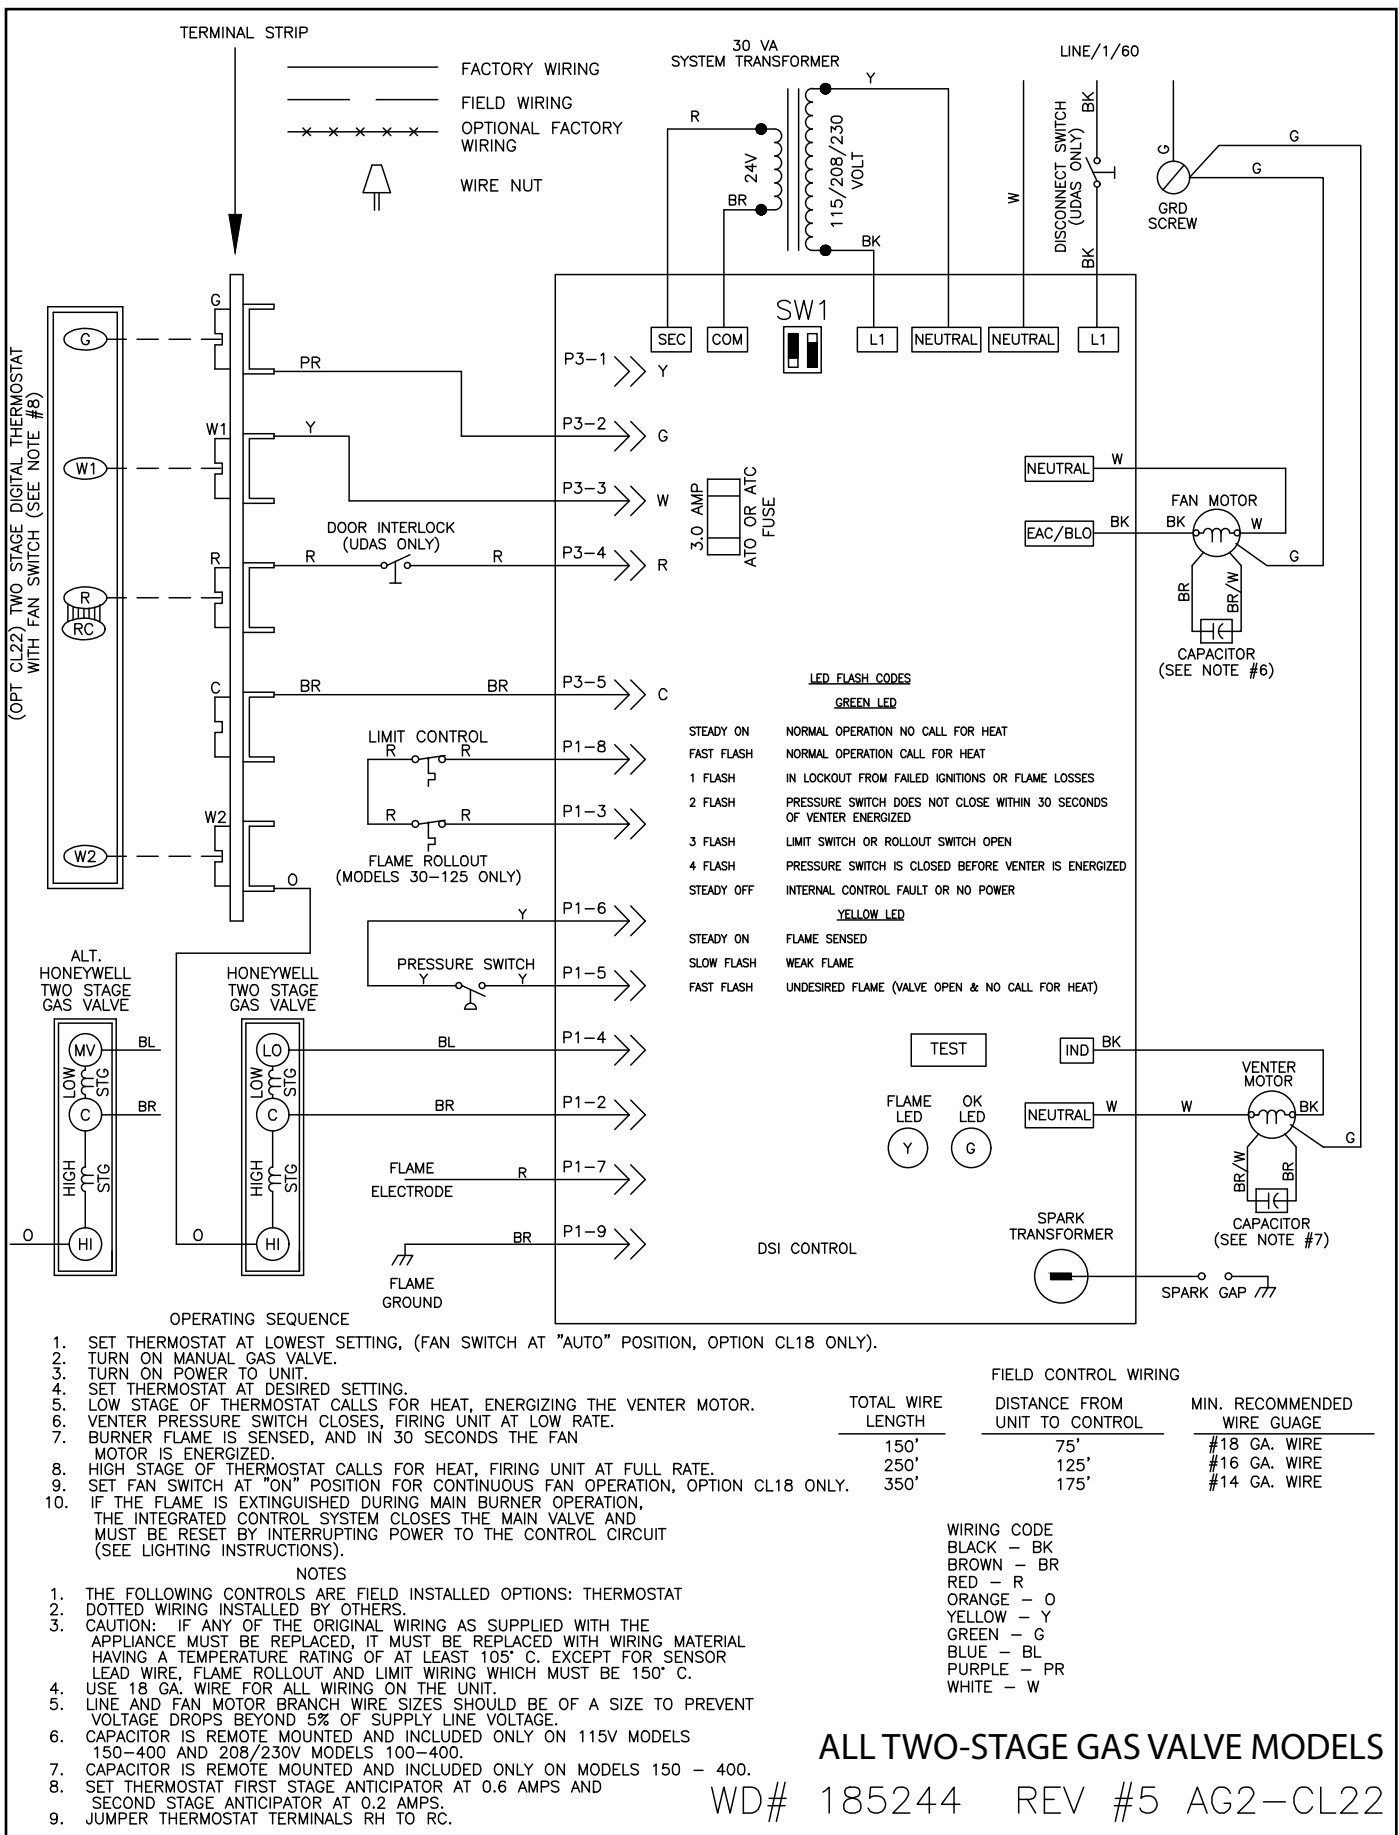 TERMINAL STRIP
FACTORY WIRING
FIELD WIRING
OPTIONAL FACTORY
WIRING
WIRE NUT
30 VA
SYSTEM TRANSFORMER
LINE/1/60
R
BR
24V
115/208/230
VOLT
Y
BK
W
BK
DISCONNECT SWITCH
(UDAS ONLY)
BK
G
G
G
GRD
SCREW
SEC
COM
SW1
L1
NEUTRAL
NEUTRAL
L1
(OPT CL22) TWO STAGE DIGITAL THERMOSTAT
WITH FAN SWITCH (SEE NOTE #8)
G
W1
R
RC
W2
G
W1
R
C
W2
PR
Y
DOOR INTERLOCK
(UDAS ONLY)
R
R
BR
BR
O
P3-1
Y
P3-2
G
P3-3
W
P3-4
R
P3-5
C
3.0 AMP
ATO OR ATC
FUSE
NEUTRAL
W
EAC/BLO
BK
BK
FAN MOTOR
W
G
BR
BR/W
CAPACITOR
(SEE NOTE #6)
LIMIT CONTROL
R
R
P1-8
R
R
P1-3
FLAME ROLLOUT
(MODELS 30-125 ONLY)
LED FLASH CODES
GREEN LED
STEADY ON NORMAL OPERATION NO CALL FOR HEAT
FAST FLASH NORMAL OPERATION CALL FOR HEAT
1 FLASH IN LOCKOUT FROM FAILED IGNITIONS OR FLAME LOSSES
2 FLASH PRESSURE SWITCH DOES NOT CLOSE WITHIN 30 SECONDS
OF VENTER ENERGIZED
3 FLASH LIMIT SWITCH OR ROLLOUT SWITCH OPEN
4 FLASH PRESSURE SWITCH IS CLOSED BEFORE VENTER IS ENERGIZED
STEADY OFF INTERNAL CONTROL FAULT OR NO POWER
YELLOW LED
STEADY ON FLAME SENSED
SLOW FLASH WEAK FLAME
FAST FLASH UNDESIRED FLAME (VALVE OPEN & NO CALL FOR HEAT)
Y
P1-6
PRESSURE SWITCH
Y
Y
P1-5
ALT.
HONEYWELL
TWO STAGE
GAS VALVE
MV
BL
LOW
STG
C
BR
HIGH
STG
HI
O
HONEYWELL
TWO STAGE
GAS VALVE
LO
LOW
STG
C
HIGH
STG
HI
O
BL
P1-4
BR
P1-2
FLAME
ELECTRODE
R
P1-7
BR
P1-9
FLAME
GROUND
TEST
FLAME
LED
Y
OK
LED
G
IND
BK
NEUTRAL
W
W
VENTER
MOTOR
BK
G
BR/W
BR
CAPACITOR
(SEE NOTE #7)
DSI CONTROL
SPARK
TRANSFORMER
SPARK GAP
OPERATING SEQUENCE
1. SET THERMOSTAT AT LOWEST SETTING, (FAN SWITCH AT "AUTO" POSITION, OPTION CL18 ONLY).
2. TURN ON MANUAL GAS VALVE.
3. TURN ON POWER TO UNIT.
4. SET THERMOSTAT AT DESIRED SETTING.
5. LOW STAGE OF THERMOSTAT CALLS FOR HEAT, ENERGIZING THE VENTER MOTOR.
6. VENTER PRESSURE SWITCH CLOSES, FIRING UNIT AT LOW RATE.
7. BURNER FLAME IS SENSED, AND IN 30 SECONDS THE FAN
MOTOR IS ENERGIZED.
8. HIGH STAGE OF THERMOSTAT CALLS FOR HEAT, FIRING UNIT AT FULL RATE.
9. SET FAN SWITCH AT "ON" POSITION FOR CONTINUOUS FAN OPERATION, OPTION CL18 ONLY.
10. IF THE FLAME IS EXTINGUISHED DURING MAIN BURNER OPERATION,
THE INTEGRATED CONTROL SYSTEM CLOSES THE MAIN VALVE AND
MUST BE RESET BY INTERRUPTING POWER TO THE CONTROL CIRCUIT
(SEE LIGHTING INSTRUCTIONS).
NOTES
1. THE FOLLOWING CONTROLS ARE FIELD INSTALLED OPTIONS: THERMOSTAT
2. DOTTED WIRING INSTALLED BY OTHERS.
3. CAUTION: IF ANY OF THE ORIGINAL WIRING AS SUPPLIED WITH THE
APPLIANCE MUST BE REPLACED, IT MUST BE REPLACED WITH WIRING MATERIAL
HAVING A TEMPERATURE RATING OF AT LEAST 105° C. EXCEPT FOR SENSOR
LEAD WIRE, FLAME ROLLOUT AND LIMIT WIRING WHICH MUST BE 150° C.
4. USE 18 GA. WIRE FOR ALL WIRING ON THE UNIT.
5. LINE AND FAN MOTOR BRANCH WIRE SIZES SHOULD BE OF A SIZE TO PREVENT
VOLTAGE DROPS BEYOND 5% OF SUPPLY LINE VOLTAGE.
6. CAPACITOR IS REMOTE MOUNTED AND INCLUDED ONLY ON 115V MODELS
150-400 AND 208/230V MODELS 100-400.
7. CAPACITOR IS REMOTE MOUNTED AND INCLUDED ONLY ON MODELS 150 - 400.
8. SET THERMOSTAT FIRST STAGE ANTICIPATOR AT 0.6 AMPS AND
SECOND STAGE ANTICIPATOR AT 0.2 AMPS.
9. JUMPER THERMOSTAT TERMINALS RH TO RC.
FIELD CONTROL WIRING
TOTAL WIRE DISTANCE FROM MIN. RECOMMENDED
LENGTH UNIT TO CONTROL WIRE GUAGE
150' 75' #18 GA. WIRE
250' 125' #16 GA. WIRE
350' 175' #14 GA. WIRE
WIRING CODE
BLACK - BK
BROWN - BR
RED - R
ORANGE - O
YELLOW - Y
GREEN - G
BLUE - BL
PURPLE - PR
WHITE - W
ALL TWO-STAGE GAS VALVE MODELS
WD# 185244 REV #5 AG2-CL22